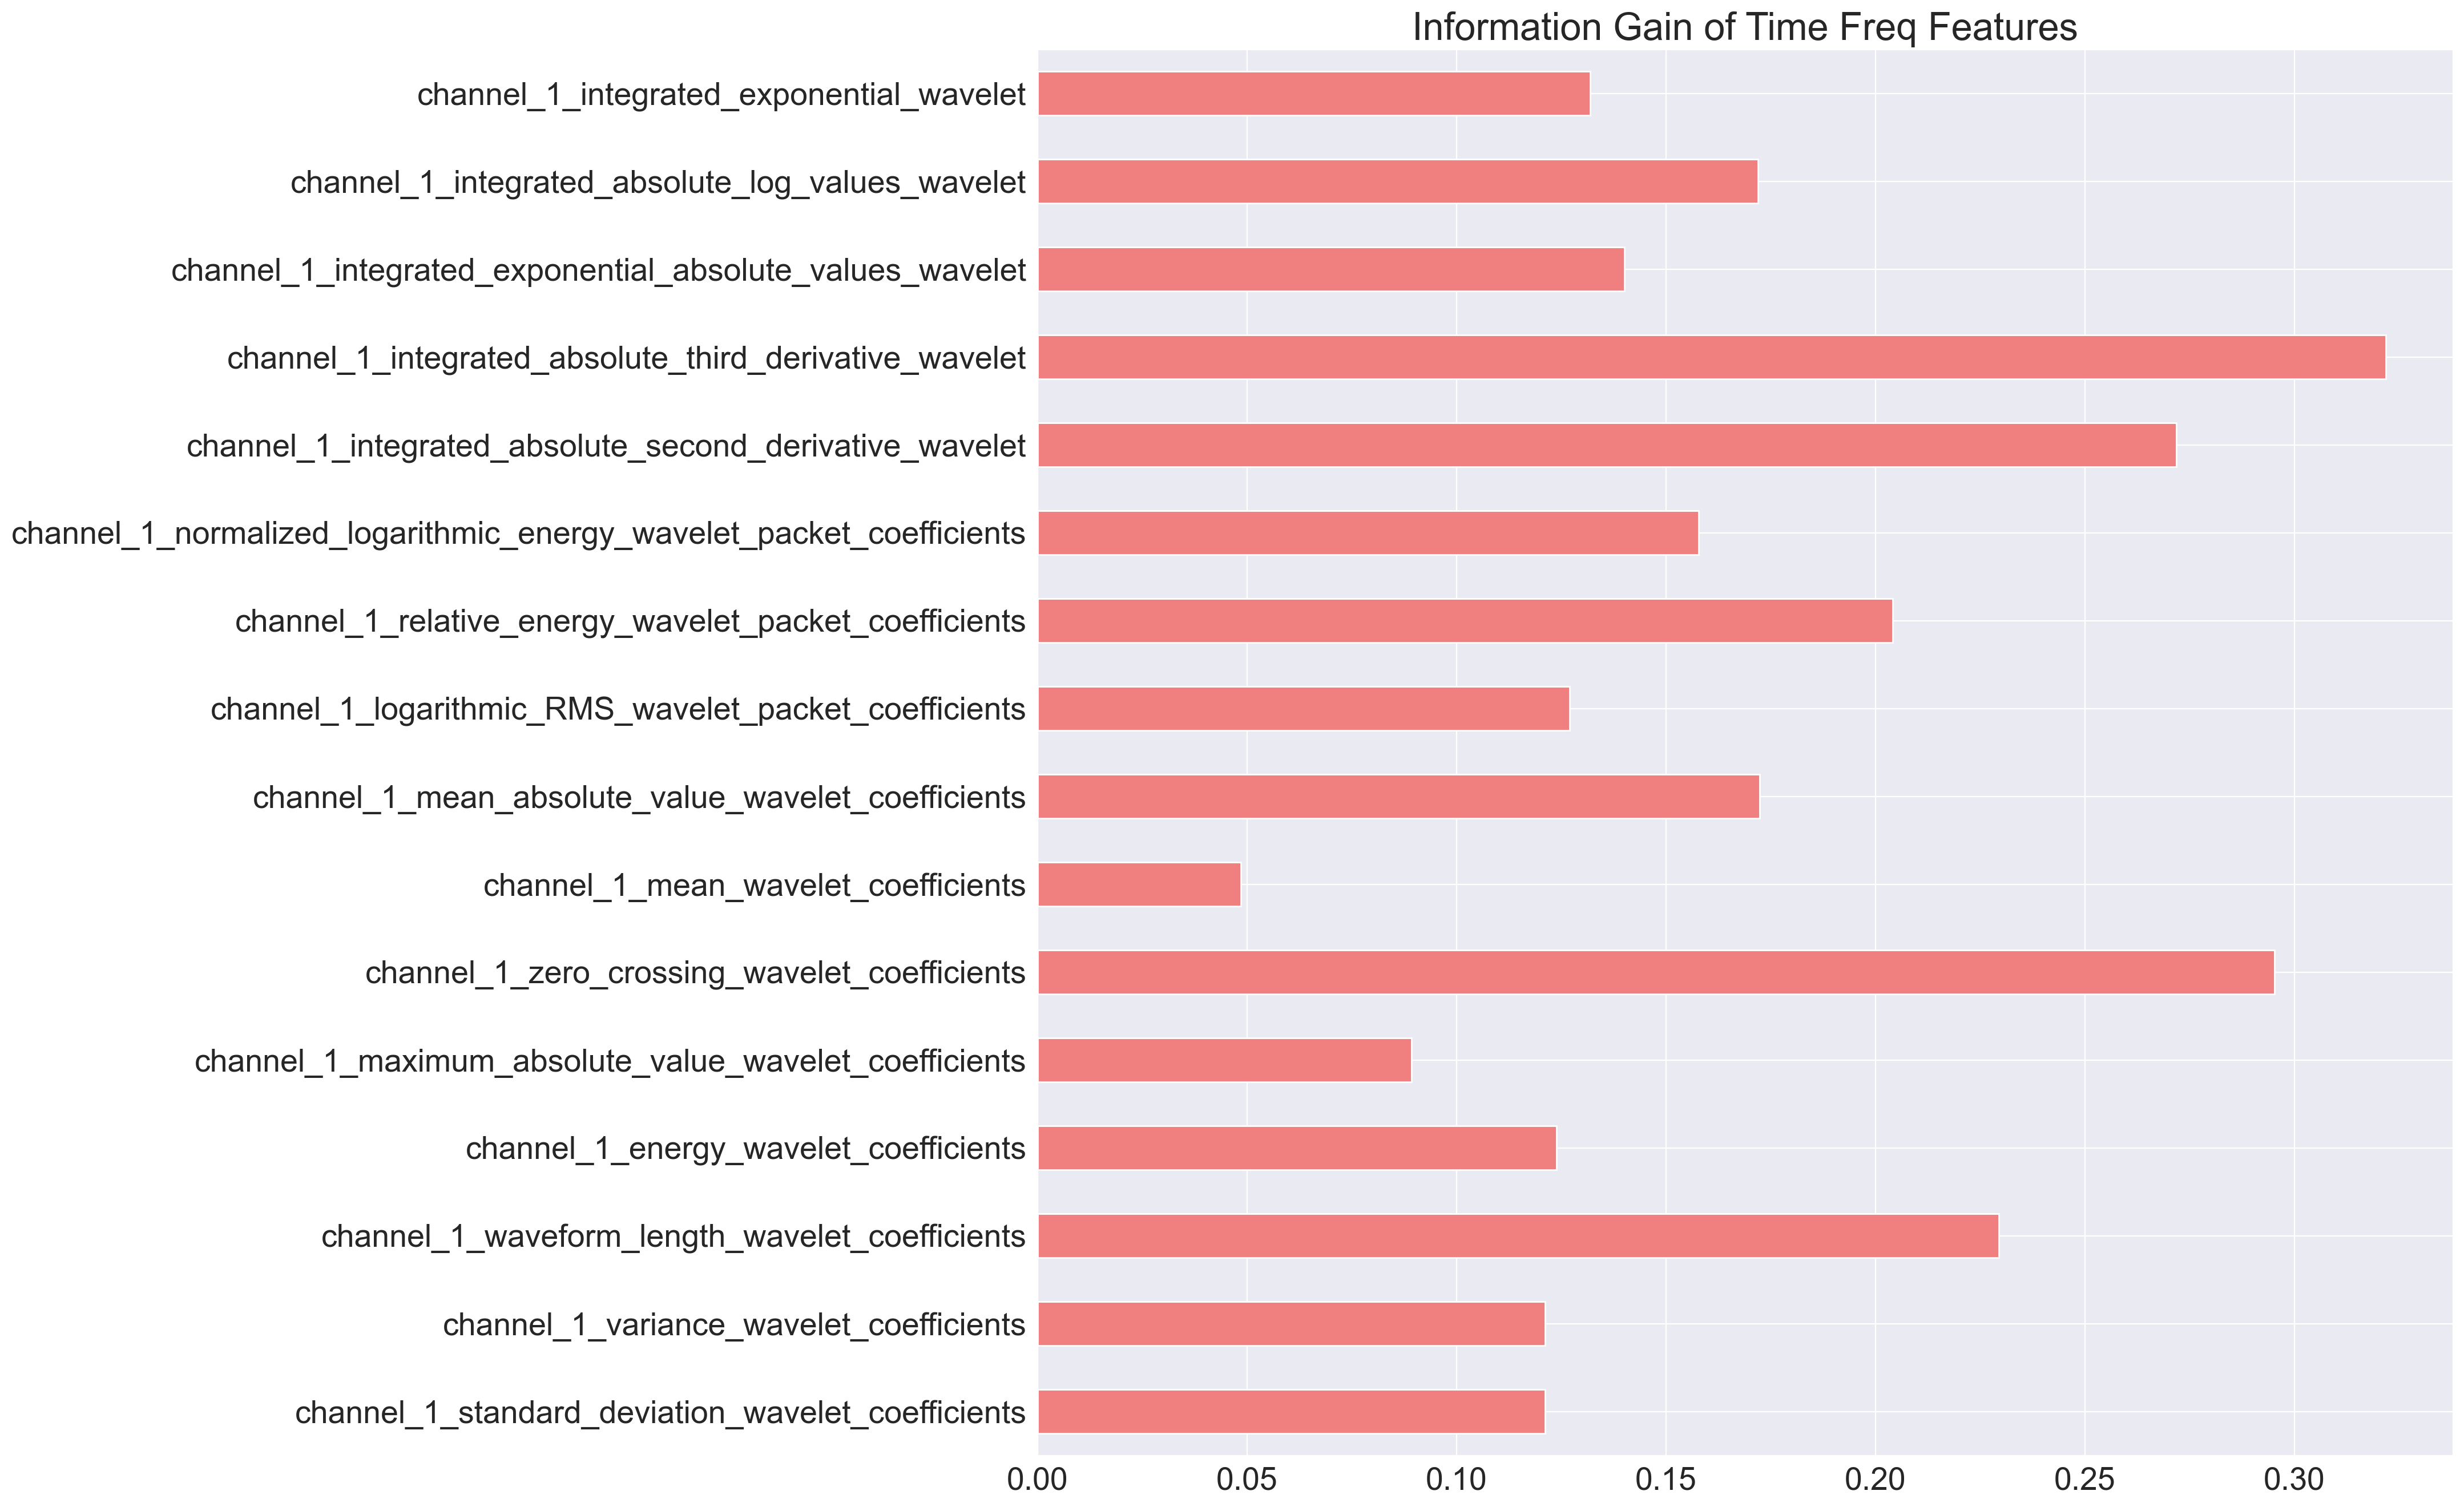 Information Gain of Time Freq Features
channel_1_integrated_exponential_wavelet
channel_1_integrated_absolute_log_values_wavelet
channel_1_integrated_exponential_absolute_values_wavelet
channel_1_integrated_absolute_third_derivative_wavelet
channel_1_integrated_absolute_second_derivative_wavelet
channel_1_normalized_logarithmic_energy_wavelet_packet_coefficients
channel_1_relative_energy_wavelet_packet_coefficients
channel_1_logarithmic_RMS_wavelet_packet_coefficients
channel_1_mean_absolute_value_wavelet_coefficients
channel_1_mean_wavelet_coefficients
channel_1_zero_crossing_wavelet_coefficients
channel_1_maximum_absolute_value_wavelet_coefficients
channel_1_energy_wavelet_coefficients
channel_1_waveform_length_wavelet_coefficients
channel_1_variance_wavelet_coefficients
channel_1_standard_deviation_wavelet_coefficients
0.00 0.05 0.10 0.15 0.20 0.25 0.30